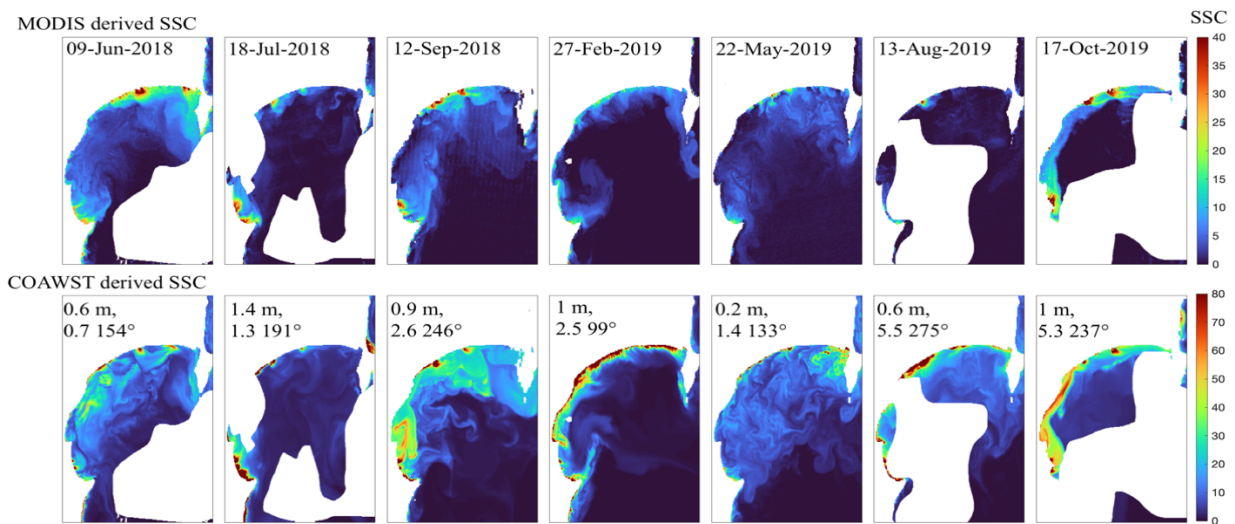 MODIS derived SSC
SSC
09-Jun-2018
18-Jul-2018
12-Sep-2018
27-Feb-2019
22-May-2019
13-Aug-2019
17-Oct-2019
40
35
30
25
20
15
10
5
0
COAWST derived SSC
0.6 m,
0.7 154°
1.4 m,
1.3 191°
0.9 m,
2.6 246°
1 m,
2.5 99°
0.2 m,
1.4 133°
0.6 m,
5.5 275°
1 m,
5.3 237°
80
70
60
50
40
30
20
10
0